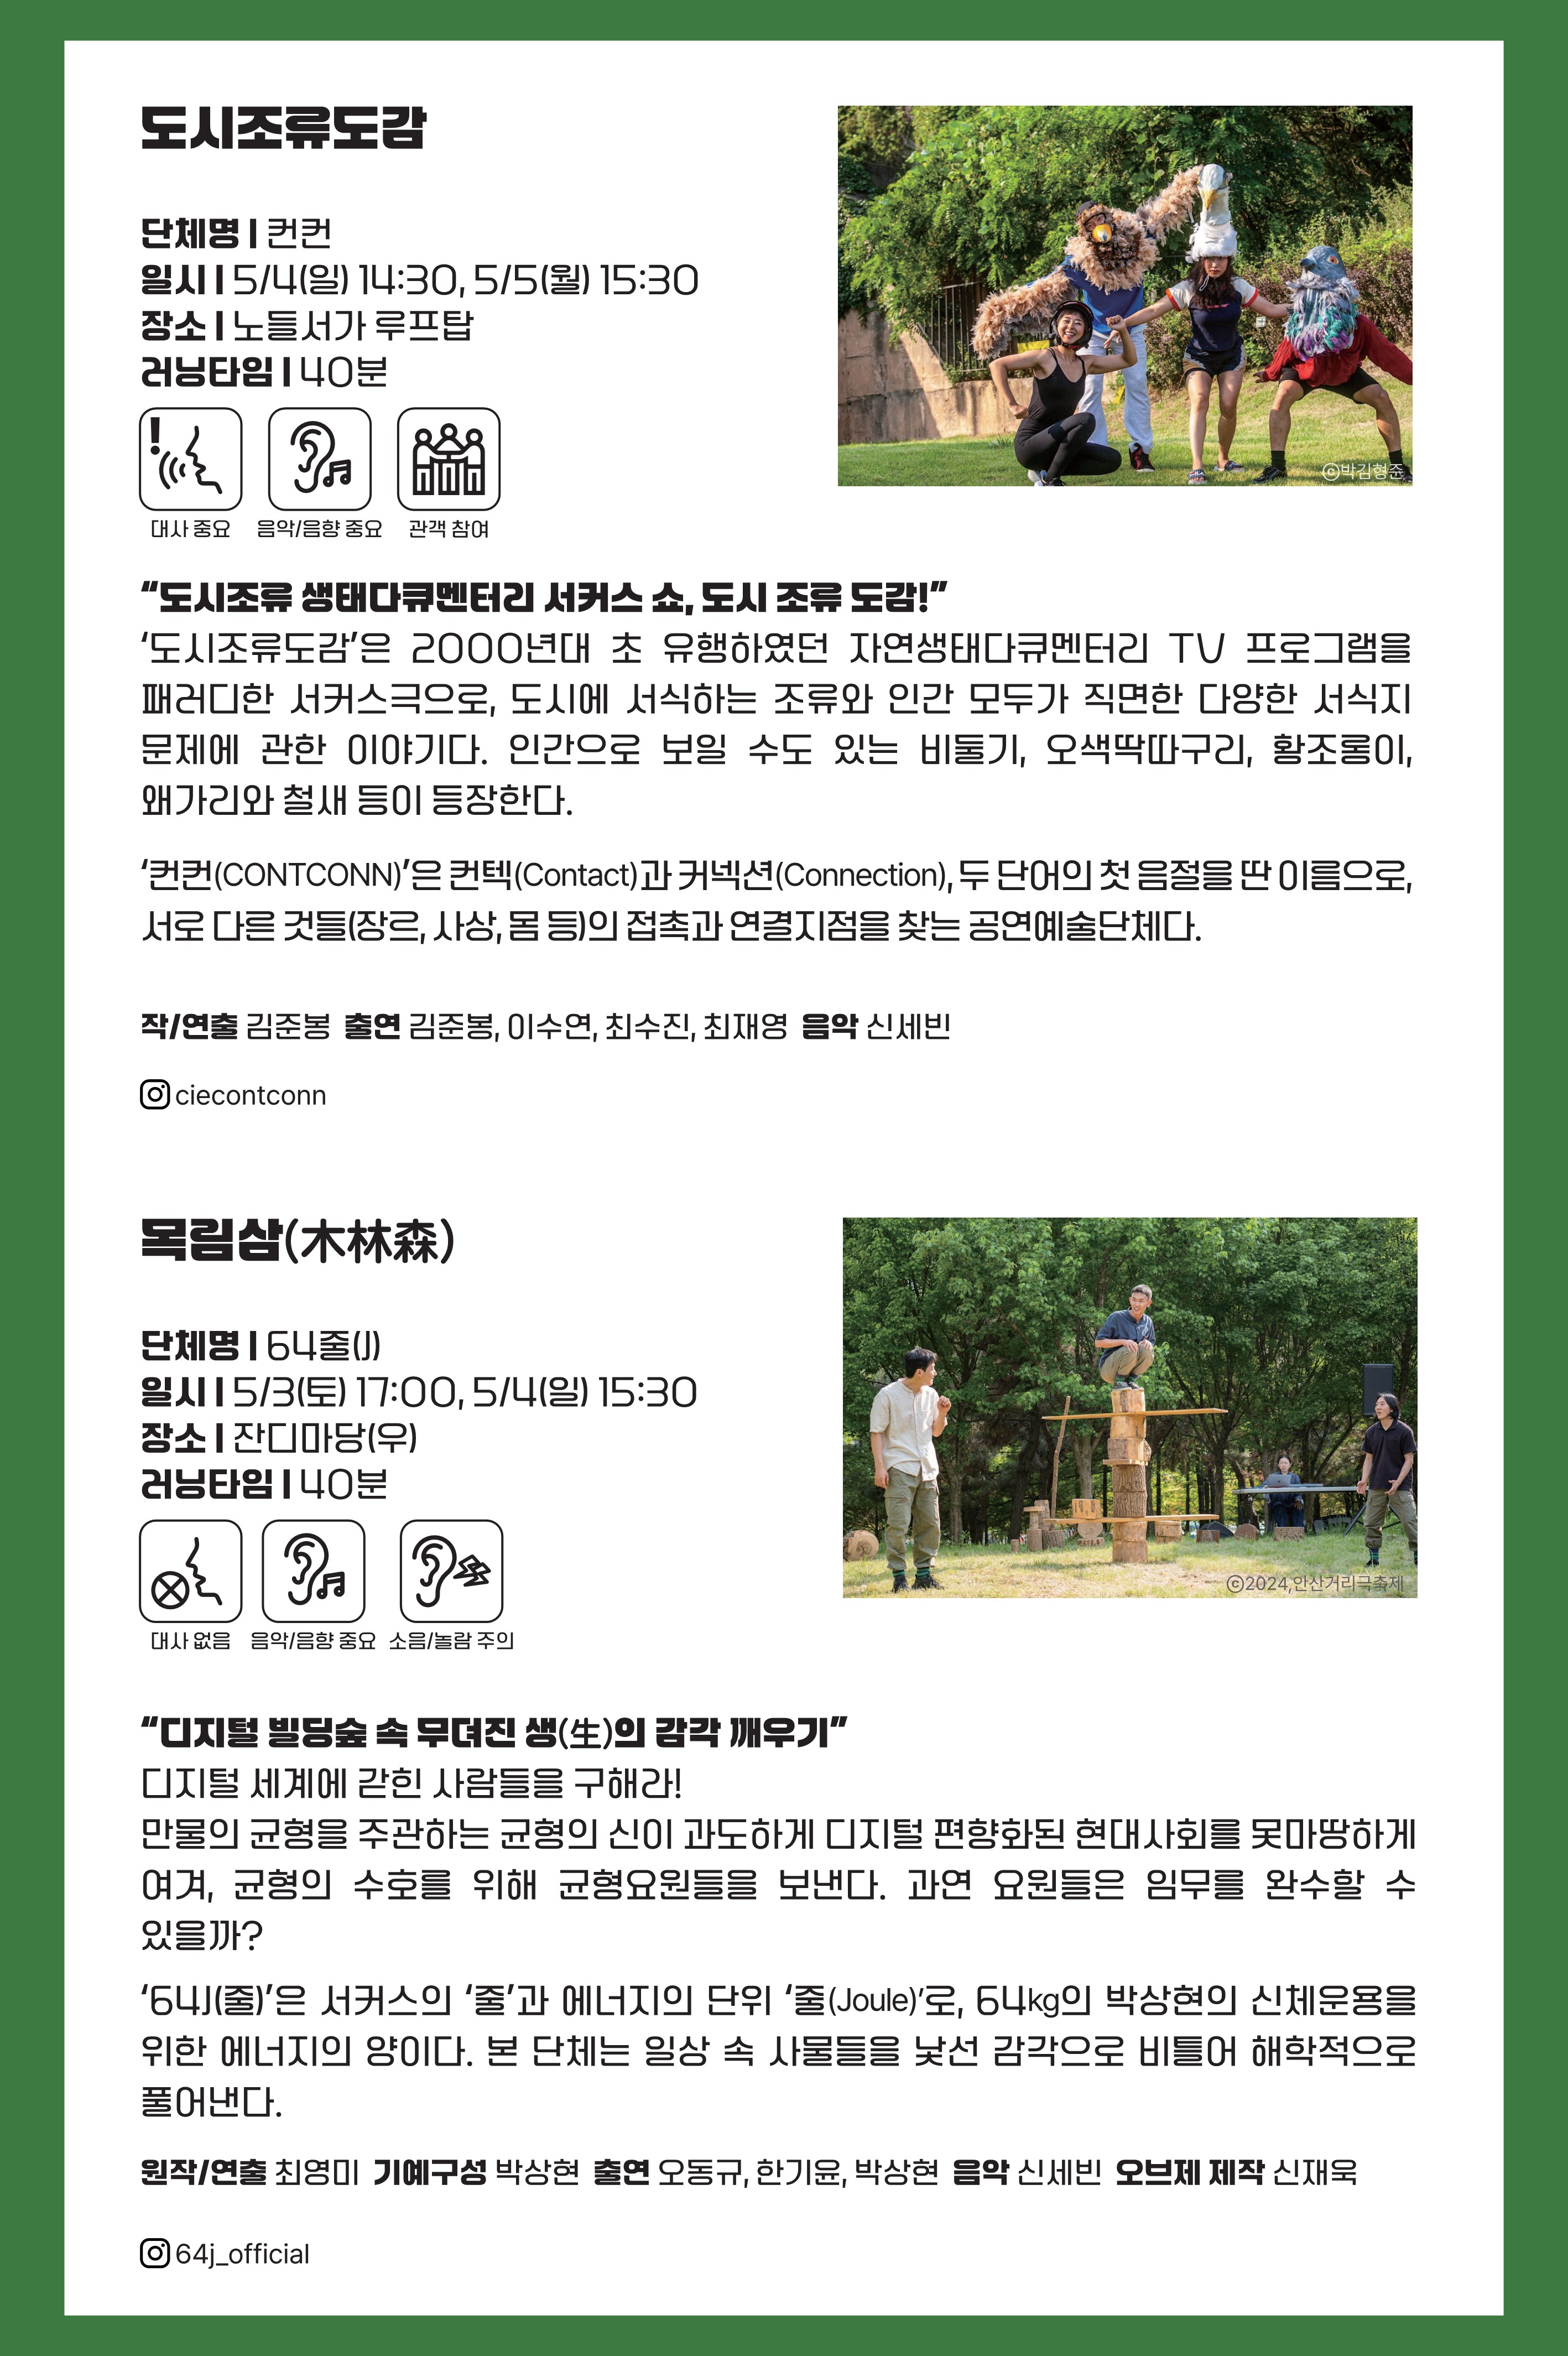 도시조류도감
단체명 | 컨컨
일시 | 5/4(일) 14:30, 5/5(월) 15:30
장소 | 노들서가 루프탑
러닝타임 | 40분
대사 중요 음악/음향 중요 관객 참여
ⓒ박김형준
“도시조류 생태다큐멘터리 서커스 쇼, 도시 조류 도감!”
‘도시조류도감’은 2000년대 초 유행하였던 자연생태다큐멘터리 TV 프로그램을
패러디한 서커스극으로, 도시에 서식하는 조류와 인간 모두가 직면한 다양한 서식지
문제에 관한 이야기다. 인간으로 보일 수도 있는 비둘기, 오색딱따구리, 황조롱이,
왜가리와 철새 등이 등장한다.
‘컨컨(CONTCONN)’은 컨텍(Contact)과 커넥션(Connection), 두 단어의 첫 음절을 딴 이름으로,
서로 다른 것들(장르, 사상, 몸 등)의 접촉과 연결지점을 찾는 공연예술단체다.
작/연출 김준봉 출연 김준봉, 이수연, 최수진, 최재영 음악 신세빈
ciecontconn
목림삼(木林森)
단체명 | 64줄(J)
일시 | 5/3(토) 17:00, 5/4(일) 15:30
장소 | 잔디마당(우)
러닝타임 | 40분
대사 없음 음악/음향 중요 소음/놀람 주의
ⓒ2024,안산거리극축제
“디지털 빌딩숲 속 무뎌진 생(生)의 감각 깨우기”
디지털 세계에 갇힌 사람들을 구해라!
만물의 균형을 주관하는 균형의 신이 과도하게 디지털 편향화된 현대사회를 못마땅하게
여겨, 균형의 수호를 위해 균형요원들을 보낸다. 과연 요원들은 임무를 완수할 수
있을까?
‘64J(줄)’은 서커스의 ‘줄’과 에너지의 단위 ‘줄(Joule)’로, 64kg의 박상현의 신체운용을
위한 에너지의 양이다. 본 단체는 일상 속 사물들을 낯선 감각으로 비틀어 해학적으로
풀어낸다.
원작/연출 최영미 기예구성 박상현 출연 오동규, 한기윤, 박상현 음악 신세빈 오브제 제작 신재욱
64j_official